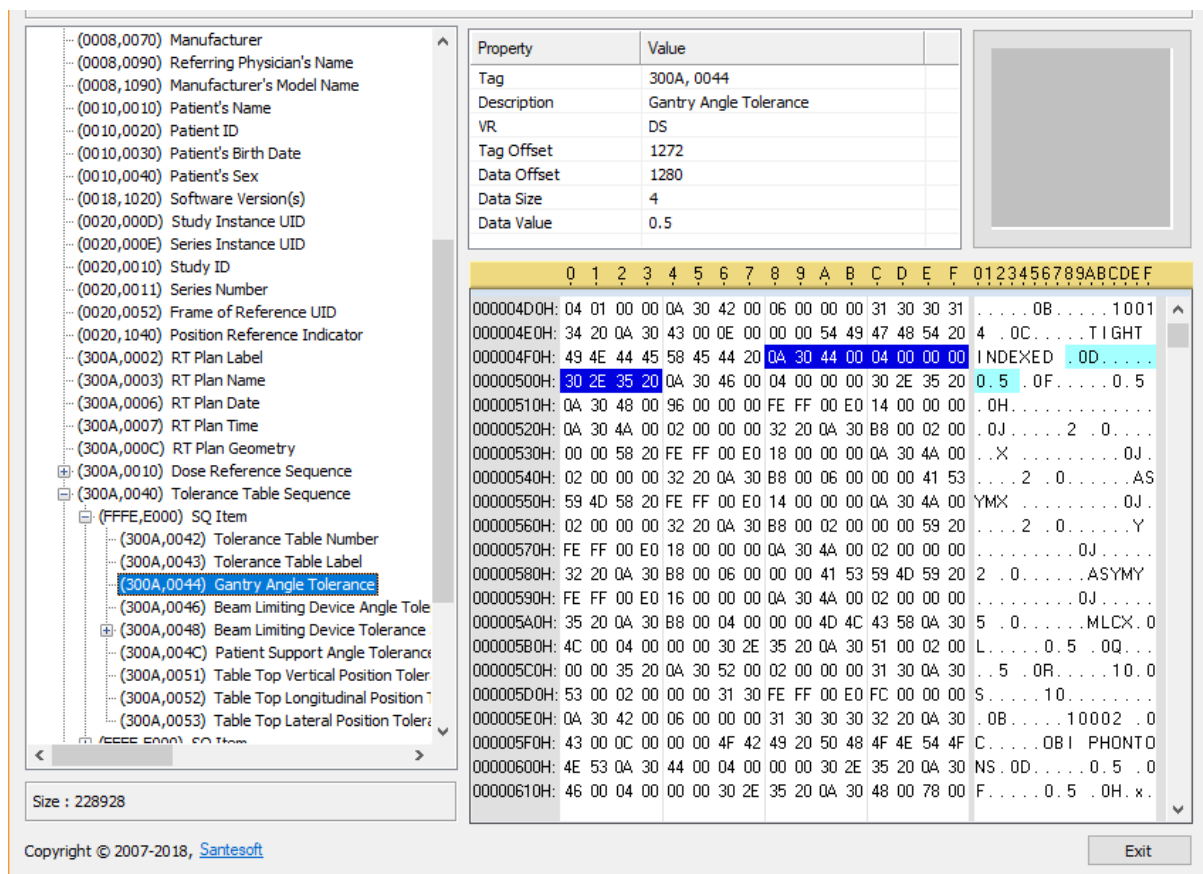 (0008,0070) Manufacturer
(0008,0090) Referring Physician's Name
(0008,1090) Manufacturer's Model Name
(0010,0010) Patient's Name
(0010,0020) Patient ID
(0010,0030) Patient's Birth Date
(0010,0040) Patient's Sex
(0018,1020) Software Version(s)
(0020,000D) Study Instance UID
(0020,000E) Series Instance UID
(0020,0010) Study ID
(0020,0011) Series Number
(0020,0052) Frame of Reference UID
(0020,1040) Position Reference Indicator
(300A,0002) RT Plan Label
(300A,0003) RT Plan Name
(300A,0006) RT Plan Date
(300A,0007) RT Plan Time
(300A,000C) RT Plan Geometry
(300A,0010) Dose Reference Sequence
(300A,0040) Tolerance Table Sequence
(FFFE,E000) SQ Item
(300A,0042) Tolerance Table Number
(300A,0043) Tolerance Table Label
(300A,0044) Gantry Angle Tolerance
(300A,0046) Beam Limiting Device Angle Tole
(300A,0048) Beam Limiting Device Tolerance
(300A,004C) Patient Support Angle Tolerance
(300A,0051) Table Top Vertical Position Toler
(300A,0052) Table Top Longitudinal Position T
(300A,0053) Table Top Lateral Position Tolera
(FFFE,E000) SQ Item
Size : 228928
Property Value
Tag 300A, 0044
Description Gantry Angle Tolerance
VR DS
Tag Offset 1272
Data Offset 1280
Data Size 4
Data Value 0.5
0 1 2 3 4 5 6 7 8 9 A B C D E F 0123456789ABCDEF
000004D0H: 04 01 00 00 0A 30 42 00 06 00 00 00 31 30 30 31 .....0B.....1001
000004E0H: 34 20 0A 30 43 00 0E 00 00 00 54 49 47 48 54 20 4 .0C.....TIGHT
000004F0H: 49 4E 44 45 58 45 44 20 0A 30 44 00 04 00 00 00 INDEXED .0D.....
00000500H: 30 2E 35 20 0A 30 46 00 04 00 00 00 30 2E 35 20 0.5 .0F.....0.5
00000510H: 0A 30 48 00 96 00 00 00 FE FF 00 E0 14 00 00 00 .0H.............
00000520H: 0A 30 4A 00 02 00 00 00 32 20 0A 30 B8 00 02 00 .0J.....2 .0....
00000530H: 00 00 58 20 FE FF 00 E0 18 00 00 00 0A 30 4A 00 ..X .........0J.
00000540H: 02 00 00 00 32 20 0A 30 B8 00 06 00 00 00 41 53 ....2 .0......AS
00000550H: 59 4D 58 20 FE FF 00 E0 14 00 00 00 0A 30 4A 00 YMX .........0J.
00000560H: 02 00 00 00 32 20 0A 30 B8 00 02 00 00 00 59 20 ....2 .0......Y
00000570H: FE FF 00 E0 18 00 00 00 0A 30 4A 00 02 00 00 00 .........0J.....
00000580H: 32 20 0A 30 B8 00 06 00 00 00 41 53 59 4D 59 20 2 .0......ASYMY
00000590H: FE FF 00 E0 16 00 00 00 0A 30 4A 00 02 00 00 00 .........0J.....
000005A0H: 35 20 0A 30 B8 00 04 00 00 00 4D 4C 43 58 0A 30 5 .0......MLCX.0
000005B0H: 4C 00 04 00 00 00 30 2E 35 20 0A 30 51 00 02 00 L.....0.5 .0Q...
000005C0H: 00 00 35 20 0A 30 52 00 02 00 00 00 31 30 0A 30 ..5 .0R.....10.0
000005D0H: 53 00 02 00 00 00 31 30 FE FF 00 E0 FC 00 00 00 S.....10........
000005E0H: 0A 30 42 00 06 00 00 00 31 30 30 30 32 20 0A 30 .0B.....10002 .0
000005F0H: 43 00 0C 00 00 00 4F 42 49 20 50 48 4F 4E 54 4F C.....OBI PHONTO
00000600H: 4E 53 0A 30 44 00 04 00 00 00 30 2E 35 20 0A 30 NS.0D.....0.5 .0
00000610H: 46 00 04 00 00 00 30 2E 35 20 0A 30 48 00 78 00 F.....0.5 .0H.x.
Copyright © 2007-2018, Santesoft
Exit